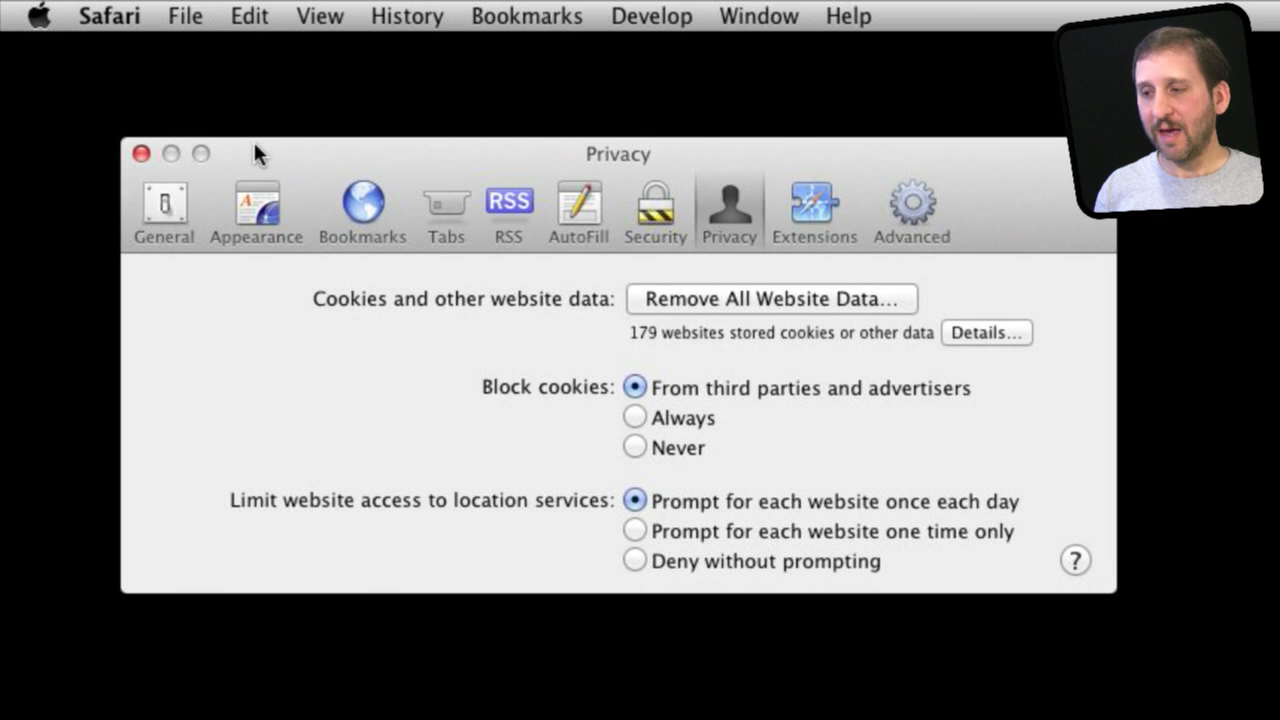 Safari File Edit View History Bookmarks Develop Window Help
Privacy
RSS
General Appearance Bookmarks Tabs RSS AutoFill Security Privacy Extensions Advanced
Cookies and other website data: Remove All Website Data...
179 websites stored cookies or other data Details...
Block cookies: From third parties and advertisers
Always
Never
Limit website access to location services: Prompt for each website once each day
Prompt for each website one time only
Deny without prompting ?